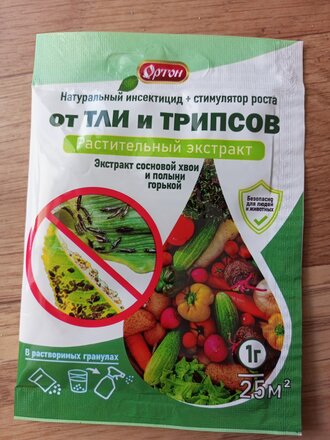 Ортон
Натуральный инсектицид + стимулятор роста
от ТЛИ и ТРИПСОВ
Растительный экстракт
Экстракт сосновой хвои
и полыни
горькой
Безопасно
для людей и
животных
В растворимых гранулах
1г
25м²